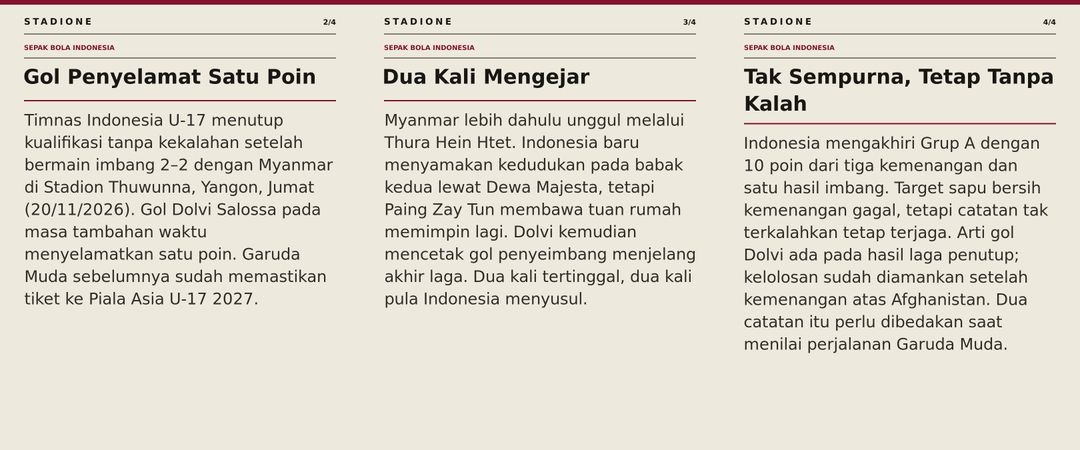 STADIONE 2/4
SEPAK BOLA INDONESIA
Gol Penyelamat Satu Poin
Timnas Indonesia U-17 menutup
kualifikasi tanpa kekalahan setelah
bermain imbang 2–2 dengan Myanmar
di Stadion Thuwunna, Yangon, Jumat
(20/11/2026). Gol Dolvi Salossa pada
masa tambahan waktu
menyelamatkan satu poin. Garuda
Muda sebelumnya sudah memastikan
tiket ke Piala Asia U-17 2027.
STADIONE 3/4
SEPAK BOLA INDONESIA
Dua Kali Mengejar
Myanmar lebih dahulu unggul melalui
Thura Hein Htet. Indonesia baru
menyamakan kedudukan pada babak
kedua lewat Dewa Majesta, tetapi
Paing Zay Tun membawa tuan rumah
memimpin lagi. Dolvi kemudian
mencetak gol penyeimbang menjelang
akhir laga. Dua kali tertinggal, dua kali
pula Indonesia menyusul.
STADIONE 4/4
SEPAK BOLA INDONESIA
Tak Sempurna, Tetap Tanpa
Kalah
Indonesia mengakhiri Grup A dengan
10 poin dari tiga kemenangan dan
satu hasil imbang. Target sapu bersih
kemenangan gagal, tetapi catatan tak
terkalahkan tetap terjaga. Arti gol
Dolvi ada pada hasil laga penutup;
kelolosan sudah diamankan setelah
kemenangan atas Afghanistan. Dua
catatan itu perlu dibedakan saat
menilai perjalanan Garuda Muda.